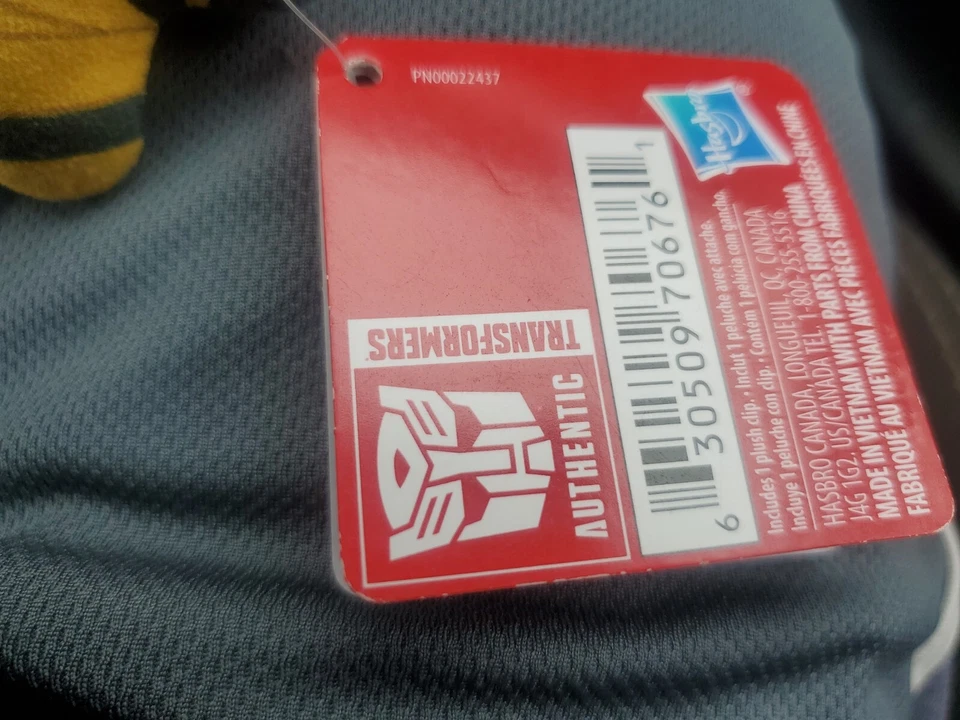 PN00022437
Hasbro
®
TRANSFORMERS.
AUTHENTIC
6 30509 70676 1
Includes 1 plush clip. • Inclut 1 peluche avec attache.
Incluye 1 peluche con clip. • Contém 1 pelúcia com gancho.
HASBRO CANADA, LONGUEUIL, QC, CANADA
J4G 1G2. US/CANADA TEL. 1-800-255-5516
MADE IN VIETNAM WITH PARTS FROM CHINA
FABRIQUÉ AU VIETNAM AVEC PIÈCES FABRIQUÉES EN CHINE